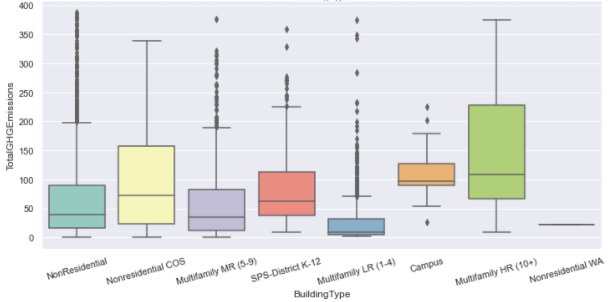 400
350
300
250
200
150
100
50
0
TotalGHGEmissions
NonResidential
Nonresidential COS
Multifamily MR (5-9)
SPS-District K-12
Multifamily LR (1-4)
Campus
Multifamily HR (10+)
Nonresidential WA
BuildingType